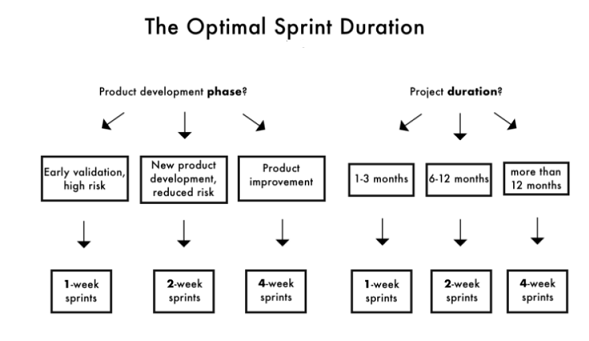 The Optimal Sprint Duration
Product development phase?
Project duration?
Early validation,
high risk
New product
development,
reduced risk
Product
improvement
1-3 months
6-12 months
more than
12 months
1-week
sprints
2-week
sprints
4-week
sprints
1-week
sprints
2-week
sprints
4-week
sprints